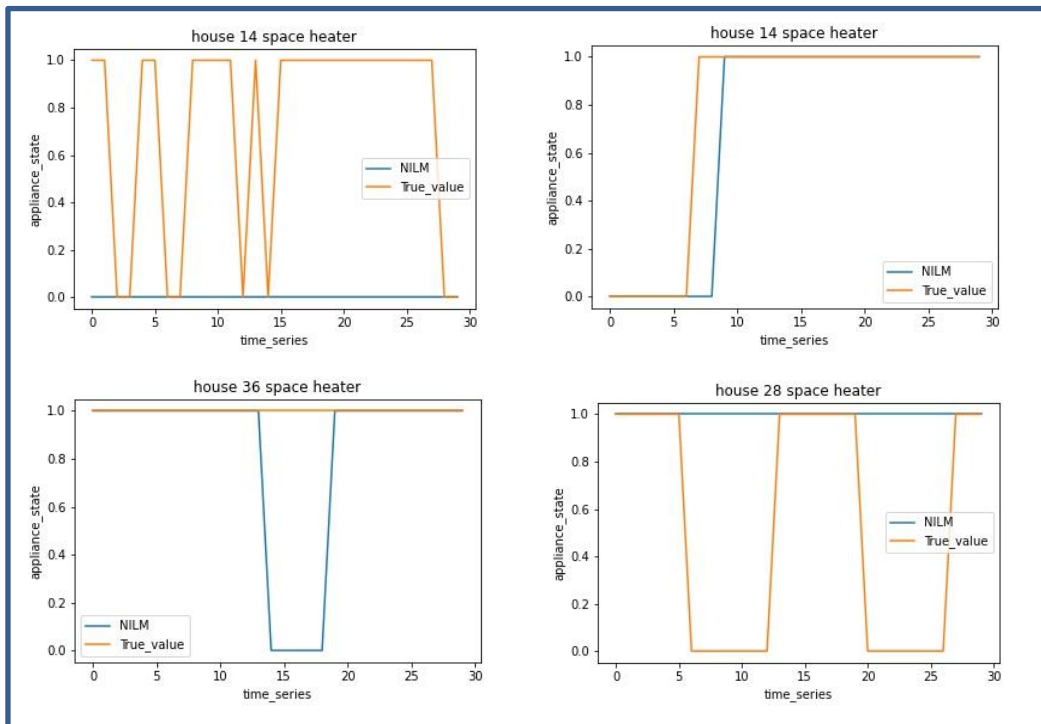 house 14 space heater
1.0
0.8
0.6
0.4
0.2
0.0
appliance_state
NILM
True_value
0 5 10 15 20 25 30
time_series
house 14 space heater
1.0
0.8
0.6
0.4
0.2
0.0
appliance_state
NILM
True_value
0 5 10 15 20 25 30
time_series
house 36 space heater
1.0
0.8
0.6
0.4
0.2
0.0
appliance_state
NILM
True_value
0 5 10 15 20 25 30
time_series
house 28 space heater
1.0
0.8
0.6
0.4
0.2
0.0
appliance_state
NILM
True_value
0 5 10 15 20 25 30
time_series